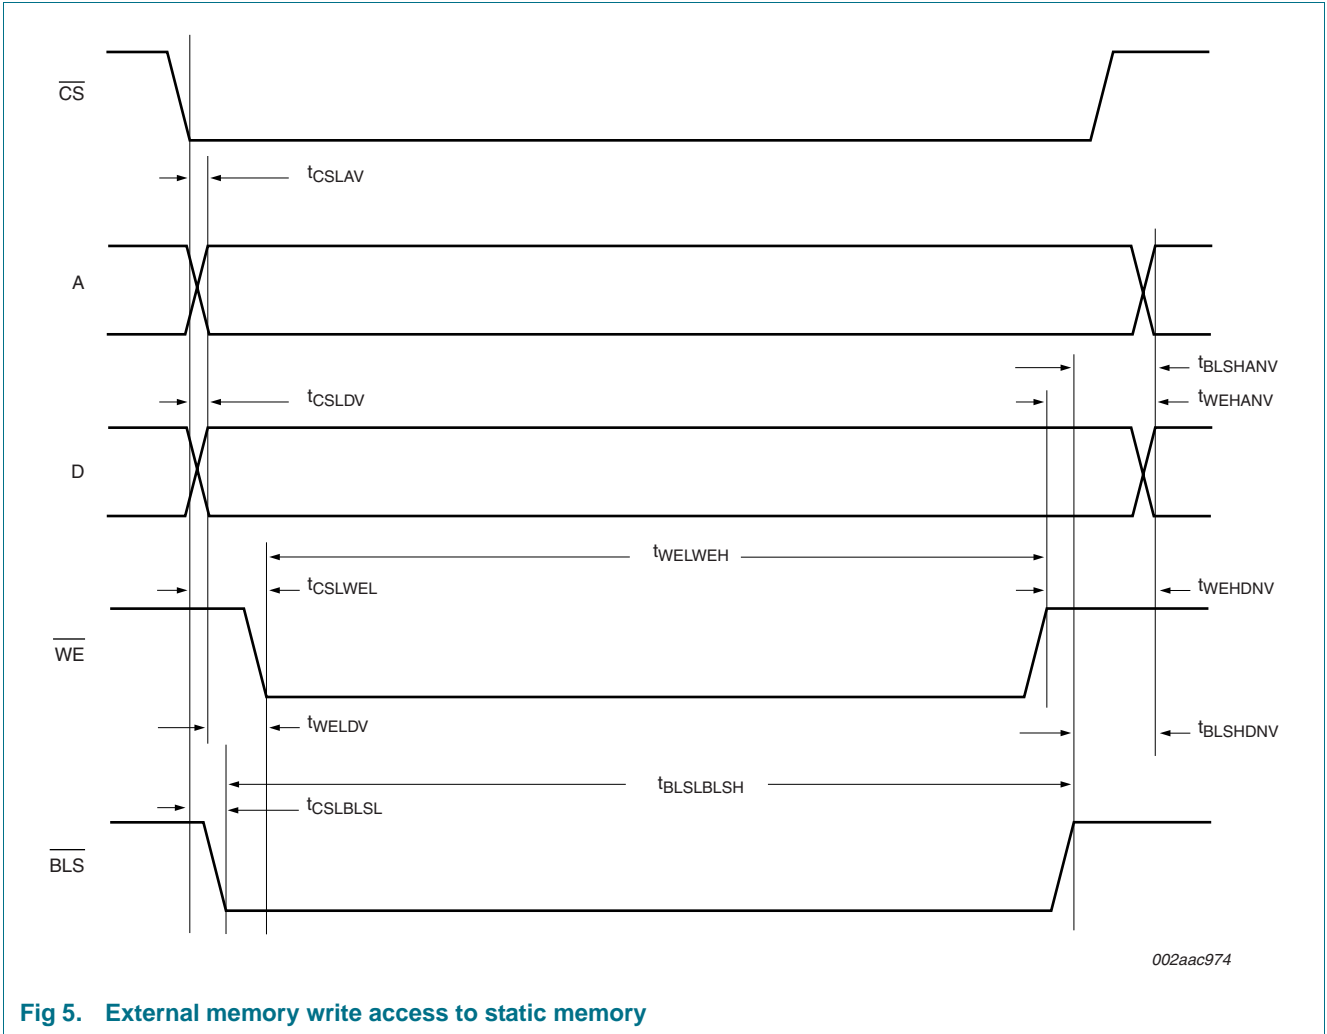 CS
tCSLAV
A
tBLSHANV
tCSLDV
tWEHANV
D
tWELWEH
tCSLWEL
tWEHDNV
WE
tWELDV
tBLSHDNV
tBLSLBLSH
tCSLBLSL
BLS
002aac974
Fig 5. External memory write access to static memory